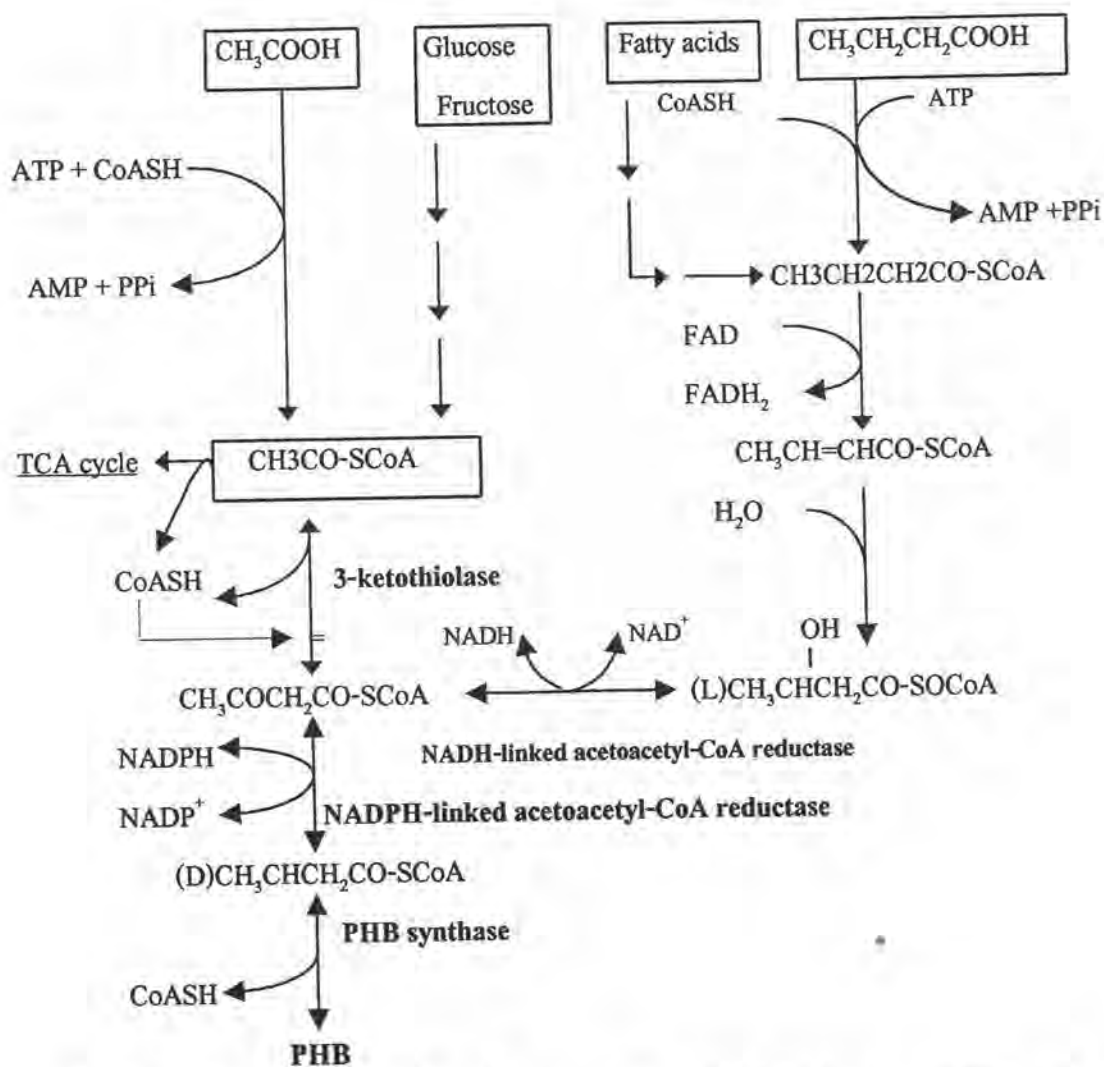 CH₃COOH
Glucose
Fructose
Fatty acids
CH₃CH₂CH₂COOH
CoASH
ATP
ATP + CoASH
AMP +PPi
AMP + PPi
CH3CH2CH2CO-SCoA
FAD
FADH₂
TCA cycle
CH3CO-SCoA
CH₃CH=CHCO-SCoA
H₂O
CoASH
3-ketothiolase
NADH
NAD⁺
OH
=
CH₃COCH₂CO-SCoA
(L)CH₃CHCH₂CO-SOCoA
NADPH
NADH-linked acetoacetyl-CoA reductase
NADP⁺
NADPH-linked acetoacetyl-CoA reductase
(D)CH₃CHCH₂CO-SCoA
PHB synthase
CoASH
PHB